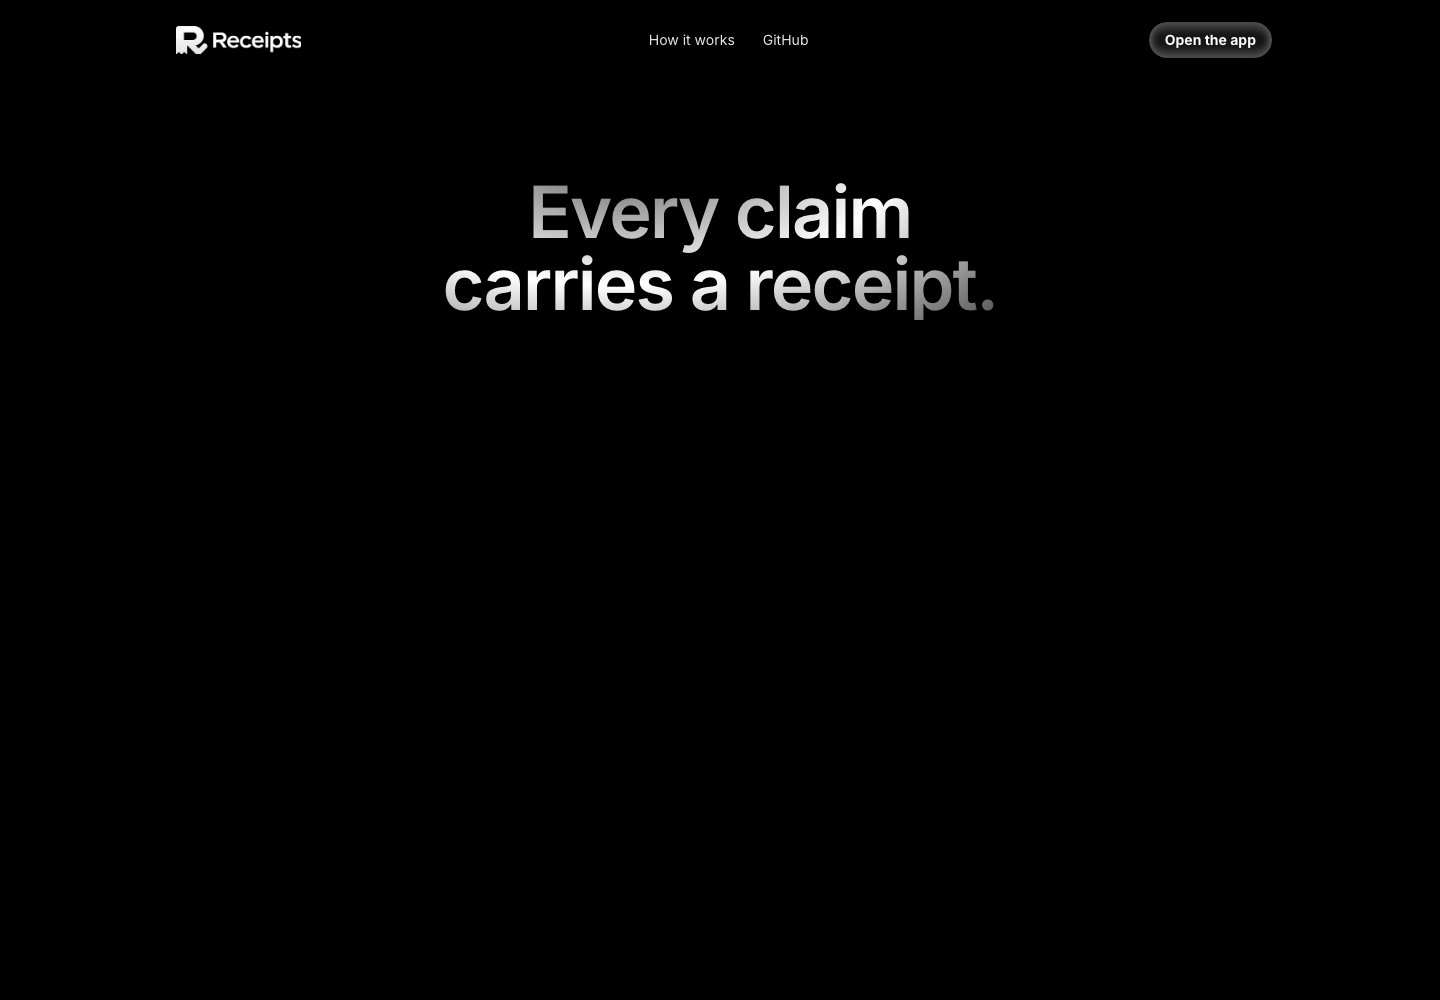 Receipts
How it works
GitHub
Open the app
Every claim
carries a receipt.